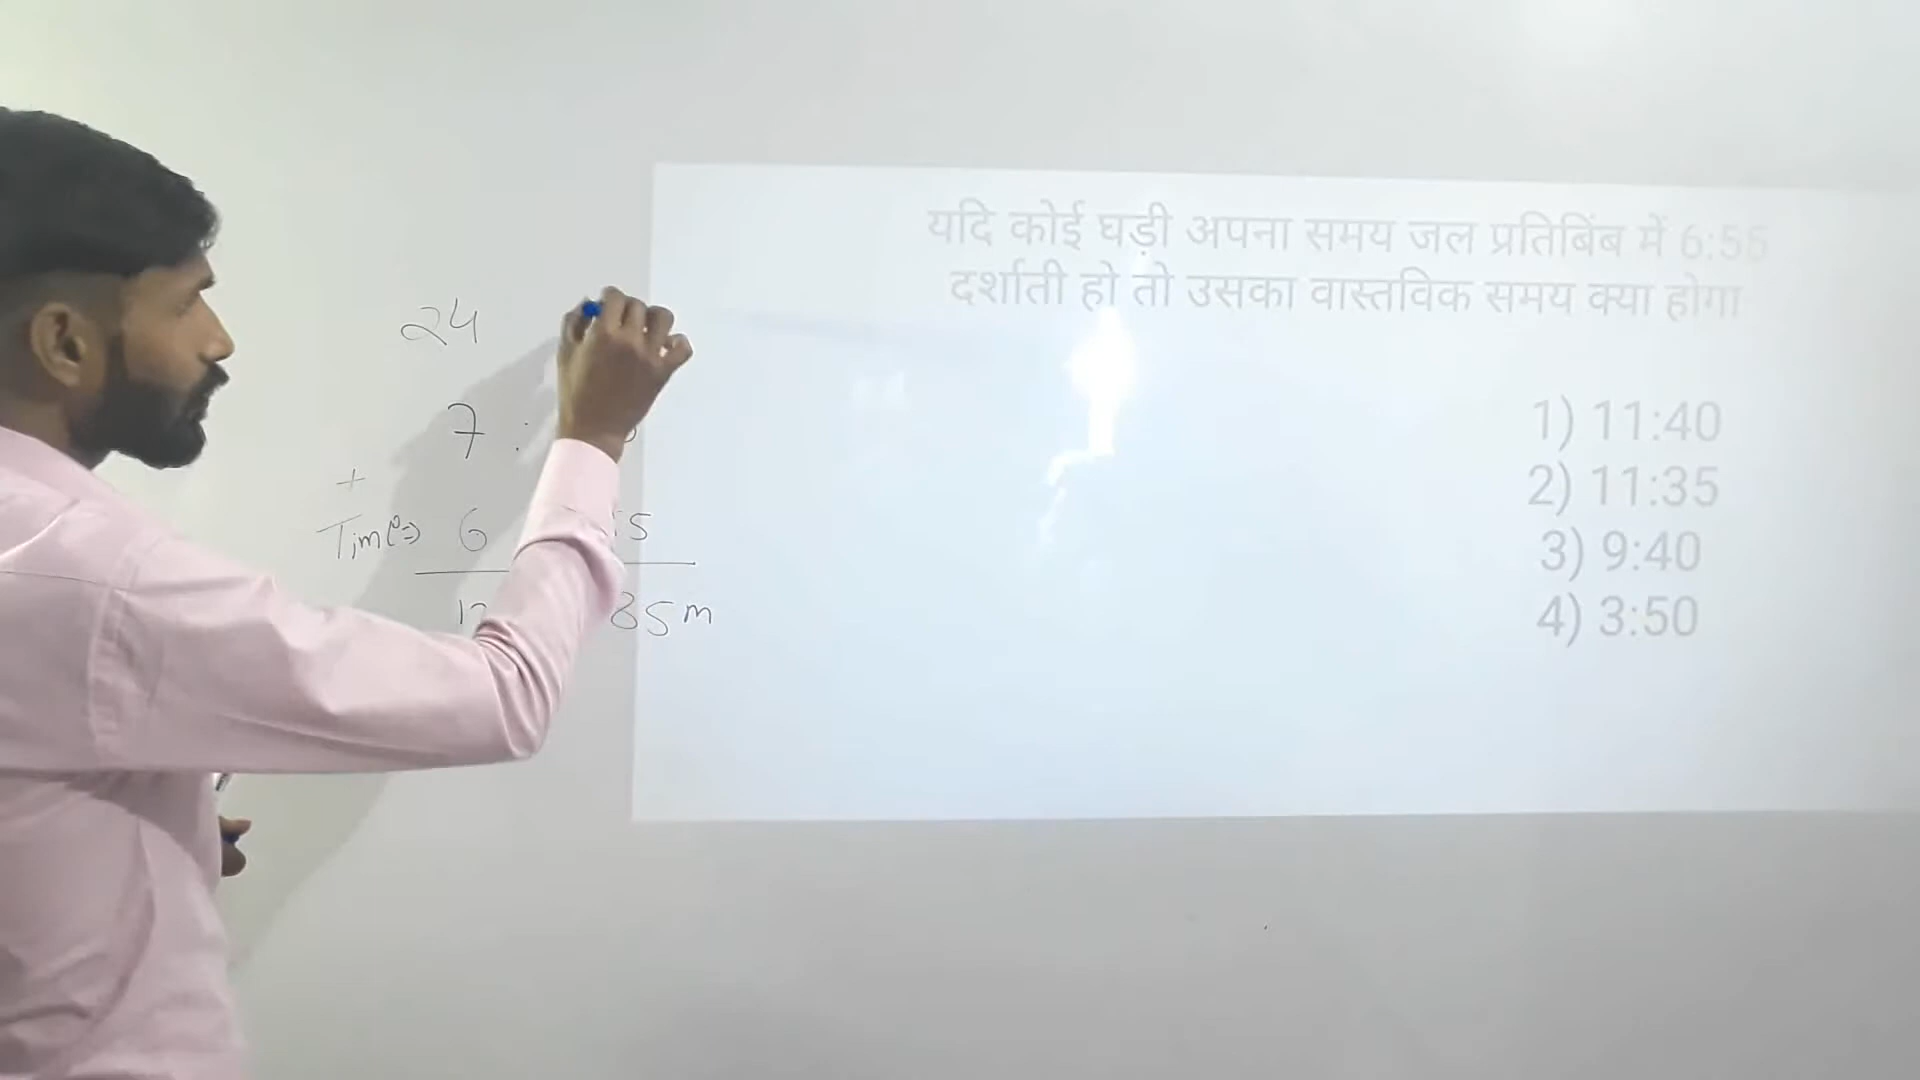 यदि कोई घड़ी अपना समय जल प्रतिबिंब में 6:55
दर्शाती हो तो उसका वास्तविक समय क्या होगा
1) 11:40
2) 11:35
3) 9:40
4) 3:50
24
7 :
+
Time⇒ 6
85m